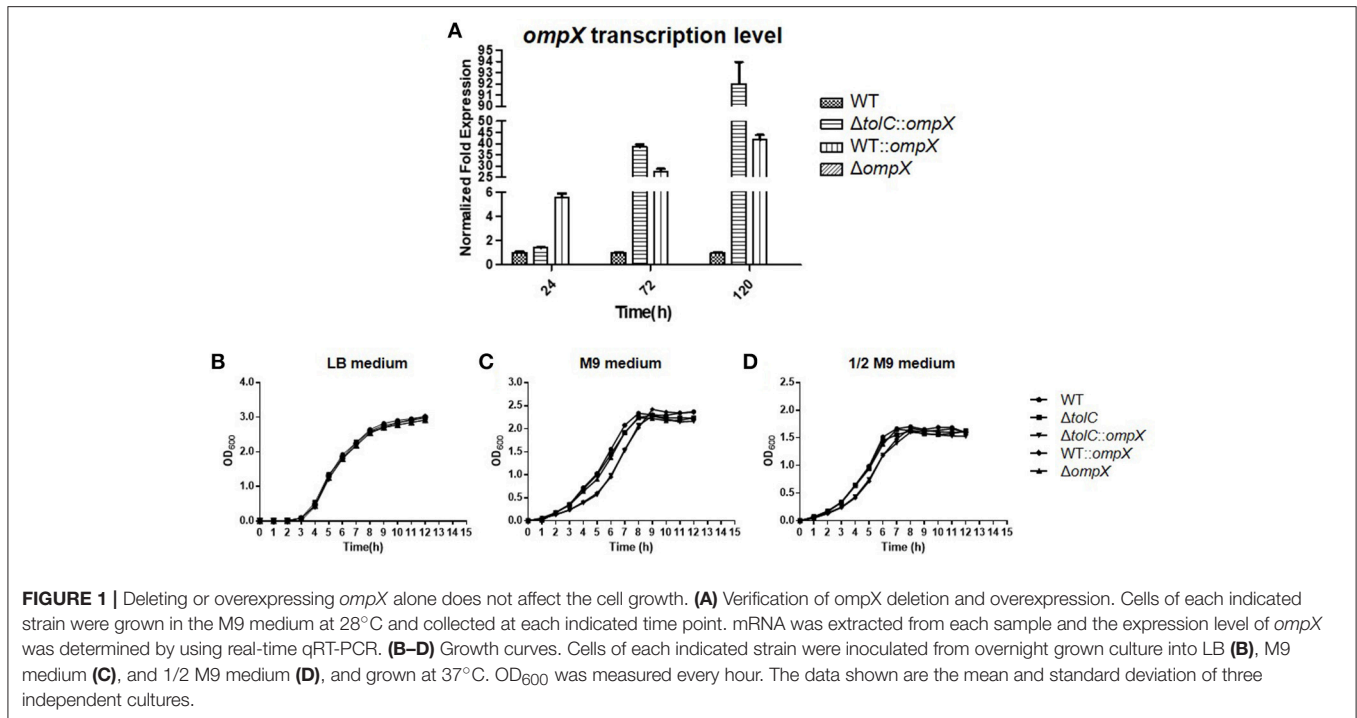 A
ompX transcription level
Normalized Fold Expression
95
94
93
92
91
90
50
45
40
35
30
25
6
4
2
0
24
72
120
Time(h)
WT
ΔtolC::ompX
WT::ompX
ΔompX
B
LB medium
OD600
4.0
3.0
2.0
1.0
0.0
0 1 2 3 4 5 6 7 8 9 10 11 12 13 14 15
Time(h)
C
M9 medium
OD600
3.0
2.5
2.0
1.5
1.0
0.5
0.0
0 1 2 3 4 5 6 7 8 9 10 11 12 13 14 15
Time (h)
D
1/2 M9 medium
OD600
2.5
2.0
1.5
1.0
0.5
0.0
0 1 2 3 4 5 6 7 8 9 10 11 12 13 14 15
Time (h)
WT
ΔtolC
ΔtolC::ompX
WT::ompX
ΔompX
FIGURE 1 | Deleting or overexpressing ompX alone does not affect the cell growth. (A) Verification of ompX deletion and overexpression. Cells of each indicated
strain were grown in the M9 medium at 28°C and collected at each indicated time point. mRNA was extracted from each sample and the expression level of ompX
was determined by using real-time qRT-PCR. (B–D) Growth curves. Cells of each indicated strain were inoculated from overnight grown culture into LB (B), M9
medium (C), and 1/2 M9 medium (D), and grown at 37°C. OD600 was measured every hour. The data shown are the mean and standard deviation of three
independent cultures.